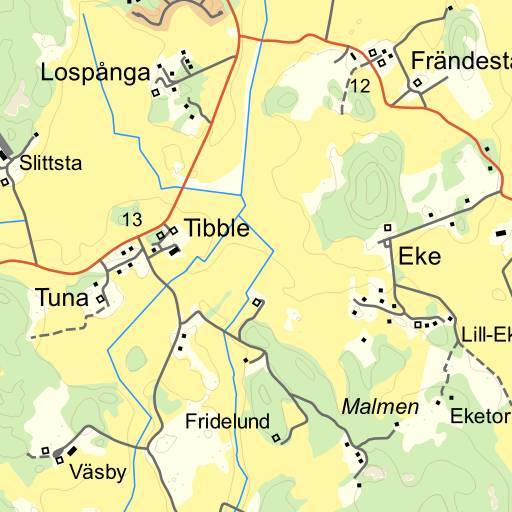 Frändesta
Lospånga
12
Slittsta
13
Tibble
Eke
Tuna
Lill-Ek
Malmen
Eketor
Fridelund
Väsby